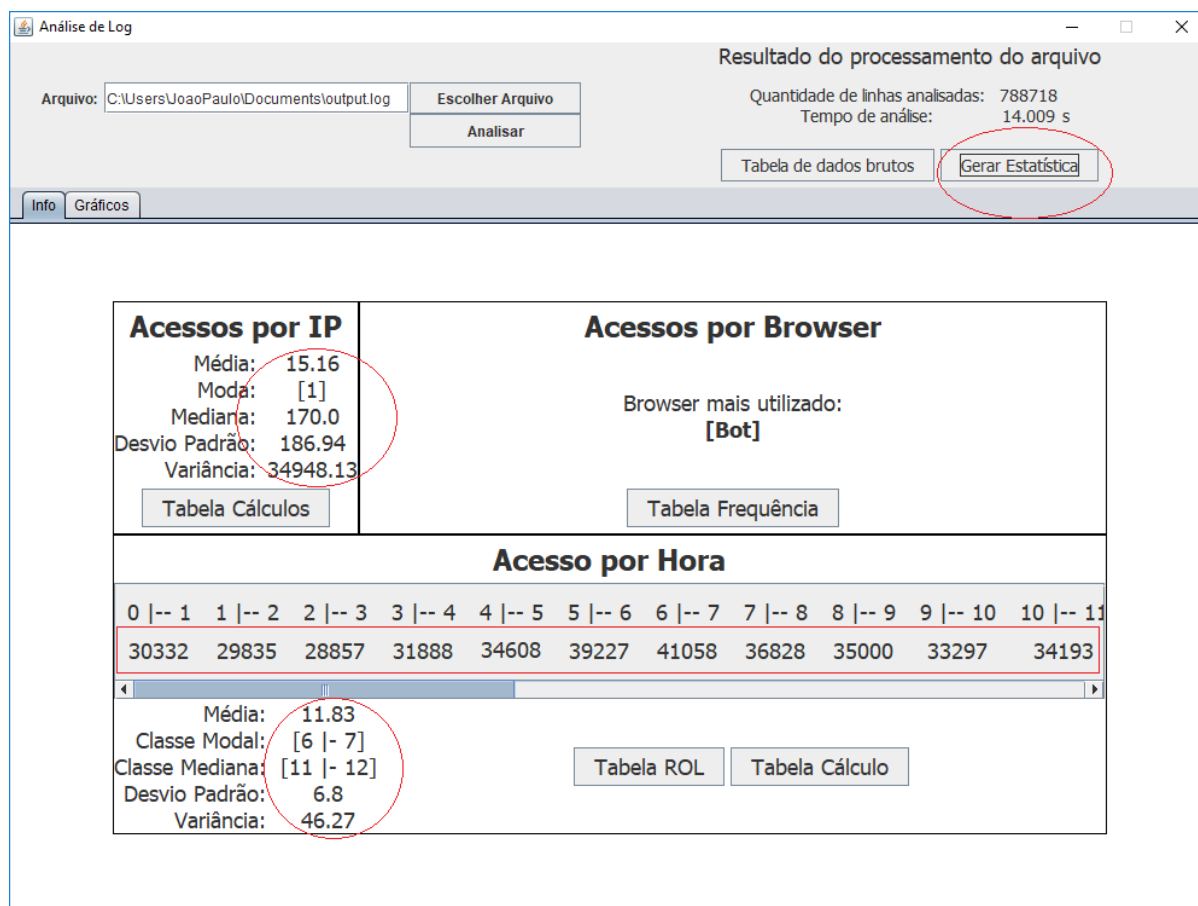 Análise de Log
Resultado do processamento do arquivo
Arquivo: C:\Users\JoaoPaulo\Documents\output.log Escolher Arquivo
Analisar
Quantidade de linhas analisadas: 788718
Tempo de análise: 14.009 s
Tabela de dados brutos Gerar Estatística
Info Gráficos
Acessos por IP
Média: 15.16
Moda: [1]
Mediana: 170.0
Desvio Padrão: 186.94
Variância: 34948.13
Tabela Cálculos
Acessos por Browser
Browser mais utilizado:
[Bot]
Tabela Frequência
Acesso por Hora
0 |-- 1 1 |-- 2 2 |-- 3 3 |-- 4 4 |-- 5 5 |-- 6 6 |-- 7 7 |-- 8 8 |-- 9 9 |-- 10 10 |-- 11
30332 29835 28857 31888 34608 39227 41058 36828 35000 33297 34193
Média: 11.83
Classe Modal: [6 |- 7]
Classe Mediana: [11 |- 12]
Desvio Padrão: 6.8
Variância: 46.27
Tabela ROL Tabela Cálculo